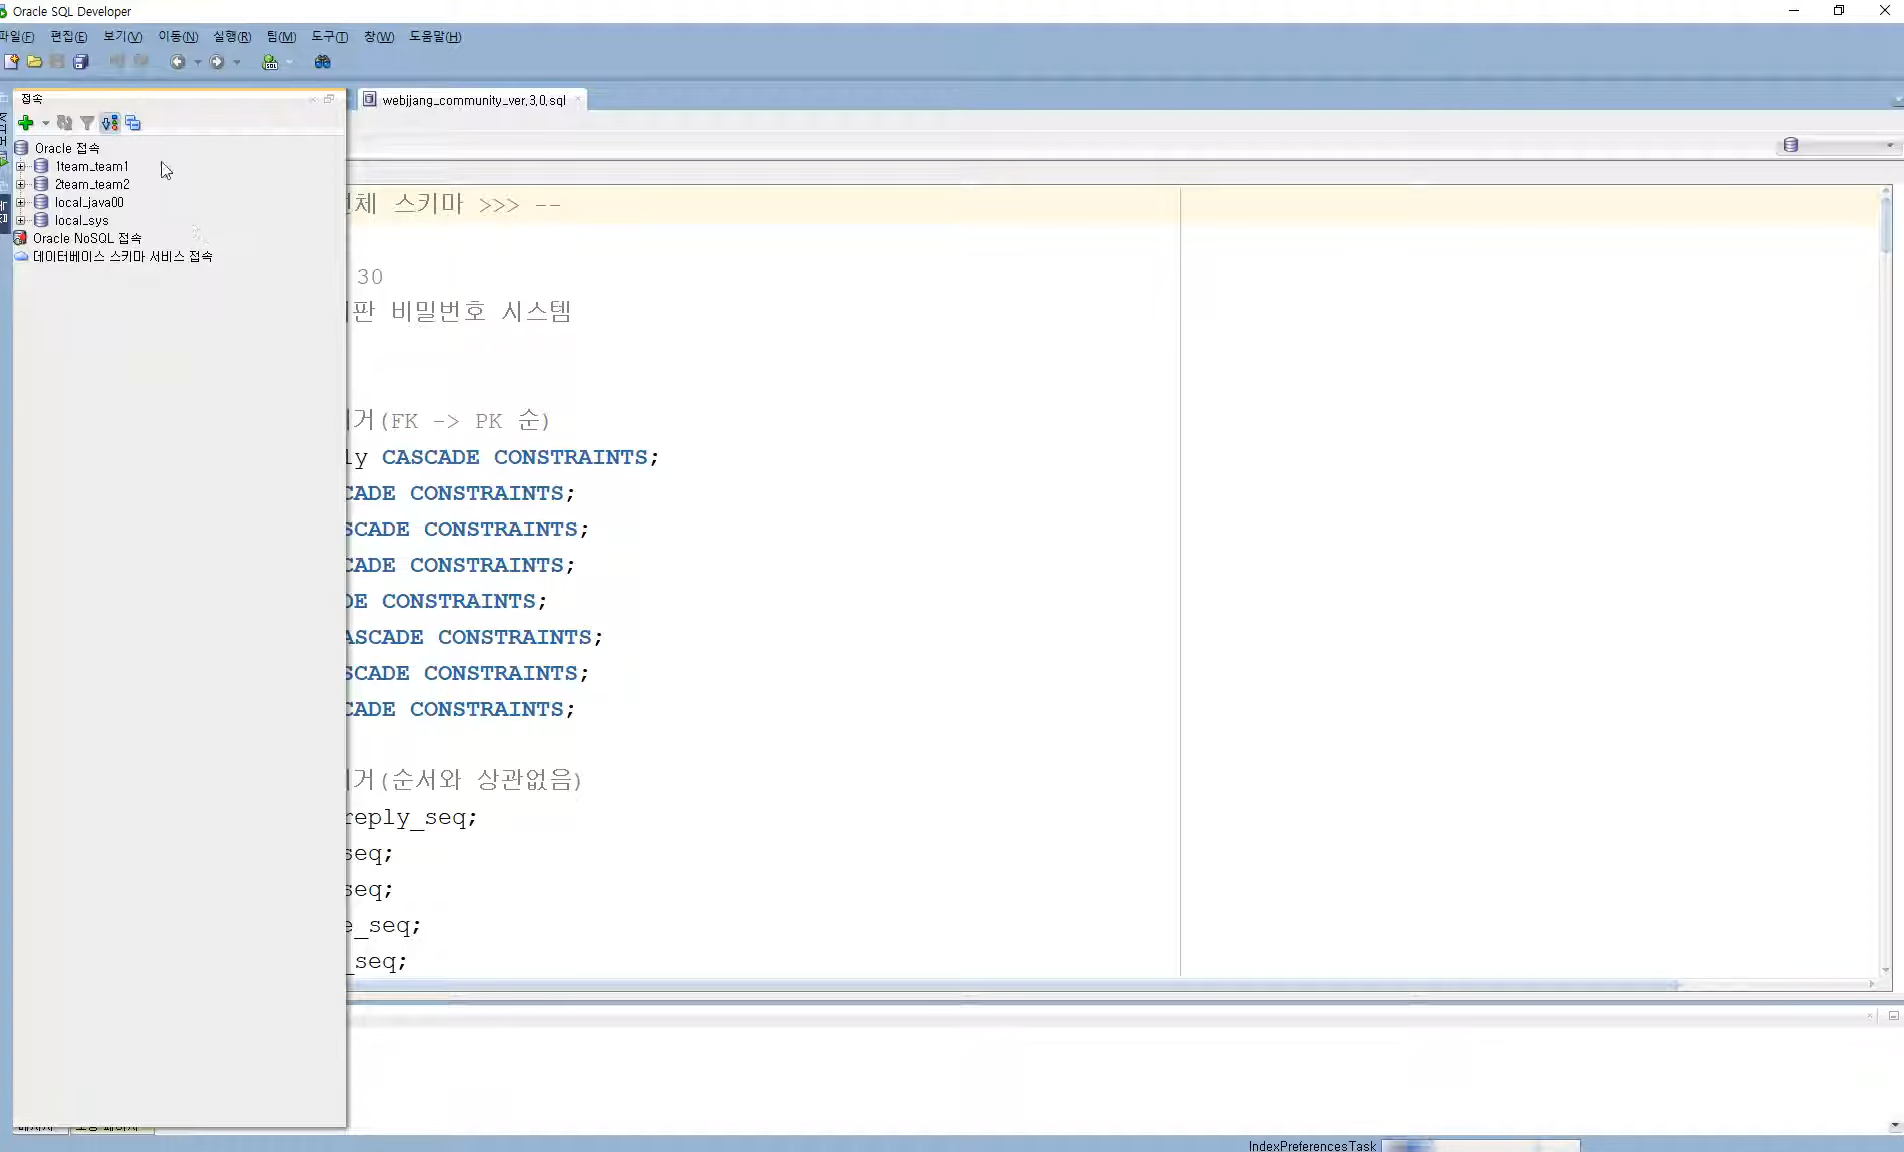 Oracle SQL Developer
파일(F) 편집(E) 보기(V) 이동(N) 실행(R) 팀(M) 도구(T) 창(W) 도움말(H)
접속
webjjang_community_ver.3.0.sql
Oracle 접속
1team_team1
2team_team2
local_java00
local_sys
Oracle NoSQL 접속
데이터베이스 스키마 서비스 접속
스키마 >>> --
30
판 비밀번호 시스템
거(FK -> PK 순)
ly CASCADE CONSTRAINTS;
CADE CONSTRAINTS;
SCADE CONSTRAINTS;
CADE CONSTRAINTS;
DE CONSTRAINTS;
ASCADE CONSTRAINTS;
SCADE CONSTRAINTS;
CADE CONSTRAINTS;
거(순서와 상관없음)
reply_seq;
seq;
seq;
e_seq;
_seq;
IndexPreferencesTask